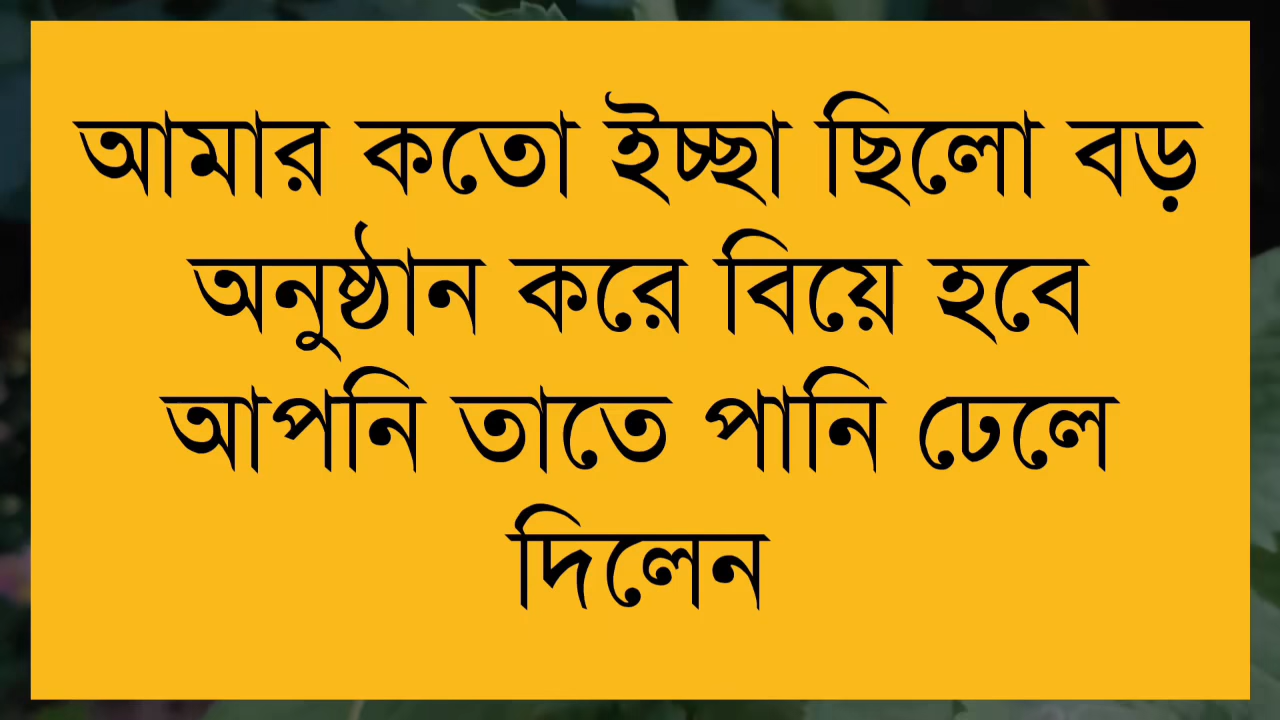 আমার কতো ইচ্ছা ছিলো বড়
অনুষ্ঠান করে বিয়ে হবে
আপনি তাতে পানি ঢেলে
দিলেন